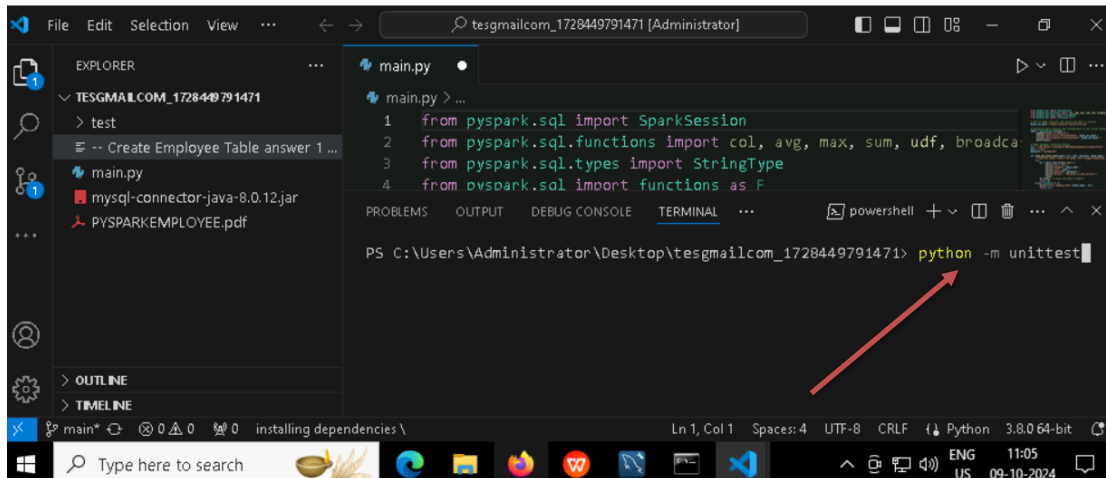 File Edit Selection View ... tesgmailcom_1728449791471 [Administrator]
EXPLORER ...
TESGMAILCOM_1728449791471
test
-- Create Employee Table answer 1 ...
main.py
mysql-connector-java-8.0.12.jar
PYSPARKEMPLOYEE.pdf
OUTLINE
TIMELINE
main.py
main.py > ...
1 from pyspark.sql import SparkSession
2 from pyspark.sql.functions import col, avg, max, sum, udf, broadca
3 from pyspark.sql.types import StringType
4 from pyspark.sql import functions as F
PROBLEMS OUTPUT DEBUG CONSOLE TERMINAL ... powershell
PS C:\Users\Administrator\Desktop\tesgmailcom_1728449791471> python -m unittest
1
1
main* 0 0 0 installing dependencies \ Ln 1, Col 1 Spaces: 4 UTF-8 CRLF Python 3.8.0 64-bit
Type here to search ENG 11:05
US 09-10-2024